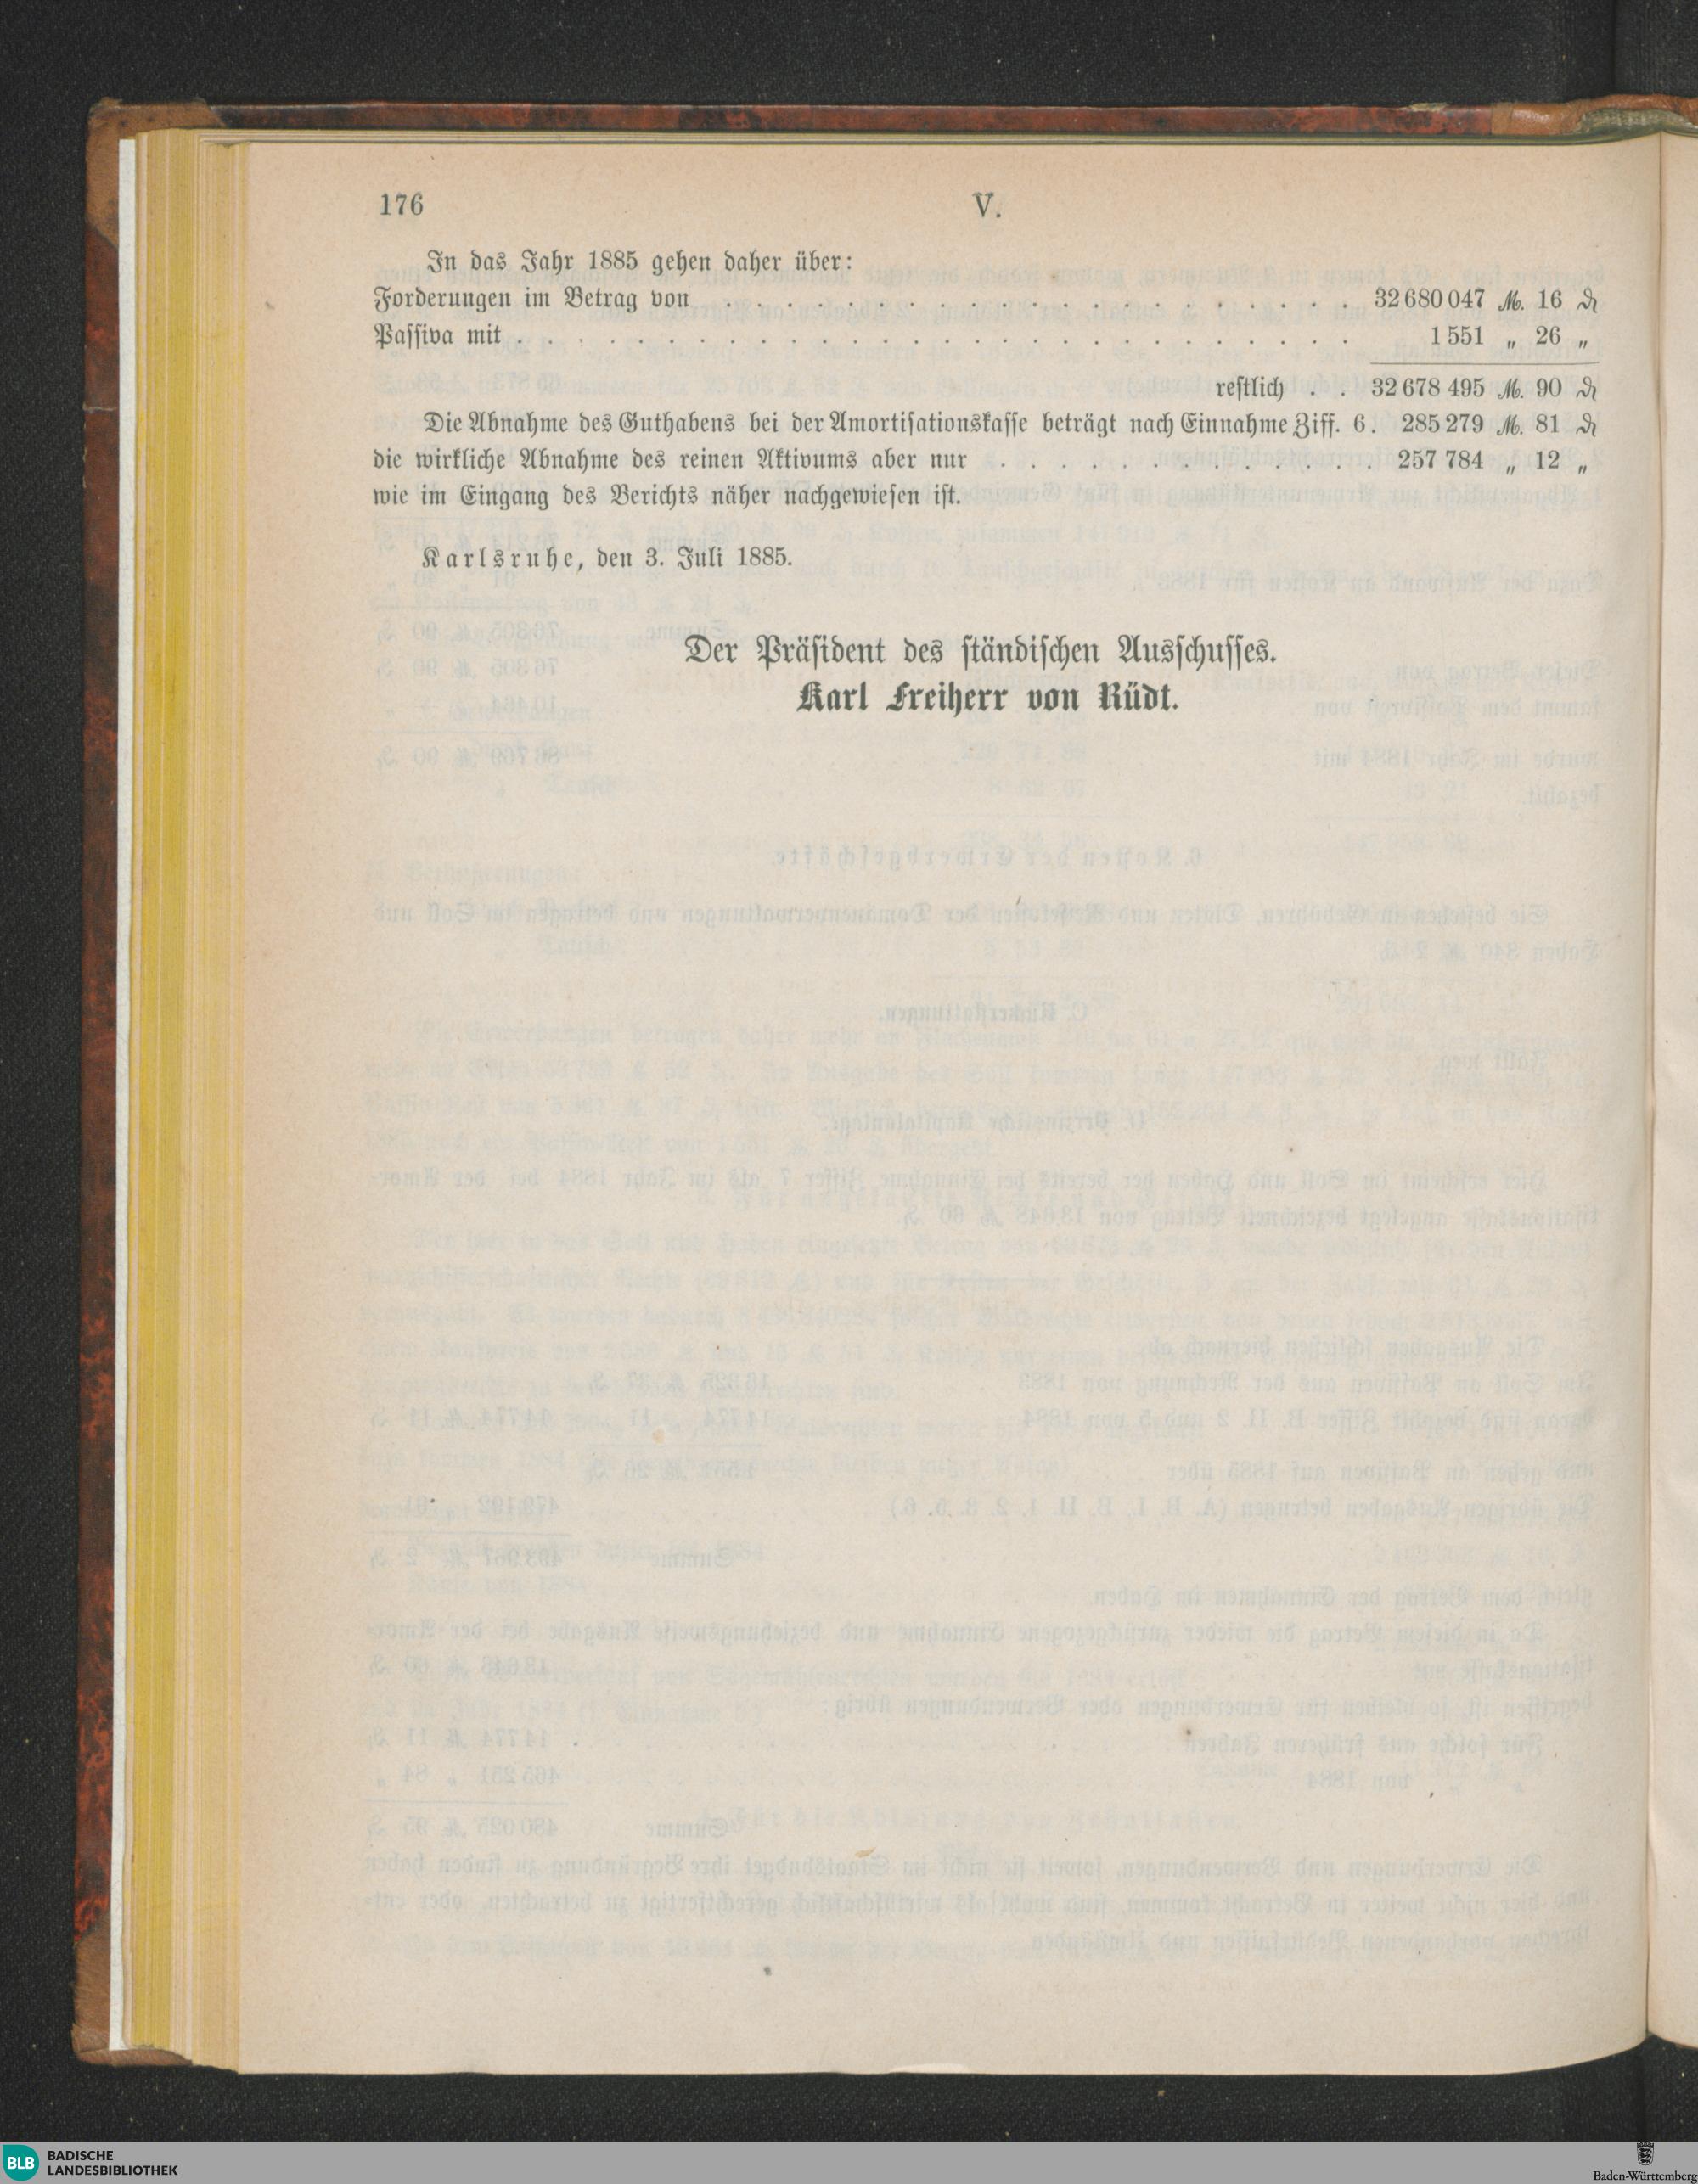 176 V.
In das Jahr 1885 gehen daher über:
Forderungen im Betrag von . . . . . . . . . . . . . . . . . . . . . 32 680 047 ℳ. 16 ₰
Passiva mit . . . . . . . . . . . . . . . . . . . . . . . . . . . . 1 551 „ 26 „
restlich . . 32 678 495 ℳ. 90 ₰
Die Abnahme des Guthabens bei der Amortisationskasse beträgt nach Einnahme Ziff. 6. 285 279 ℳ. 81 ₰
die wirkliche Abnahme des reinen Aktivums aber nur . . . . . . . . . . . . . 257 784 „ 12 „
wie im Eingang des Berichts näher nachgewiesen ist.
Karlsruhe, den 3. Juli 1885.
Der Präsident des ständischen Ausschusses.
Karl Freiherr von Rüdt.
BLB BADISCHE
LANDESBIBLIOTHEK
Baden-Württemberg